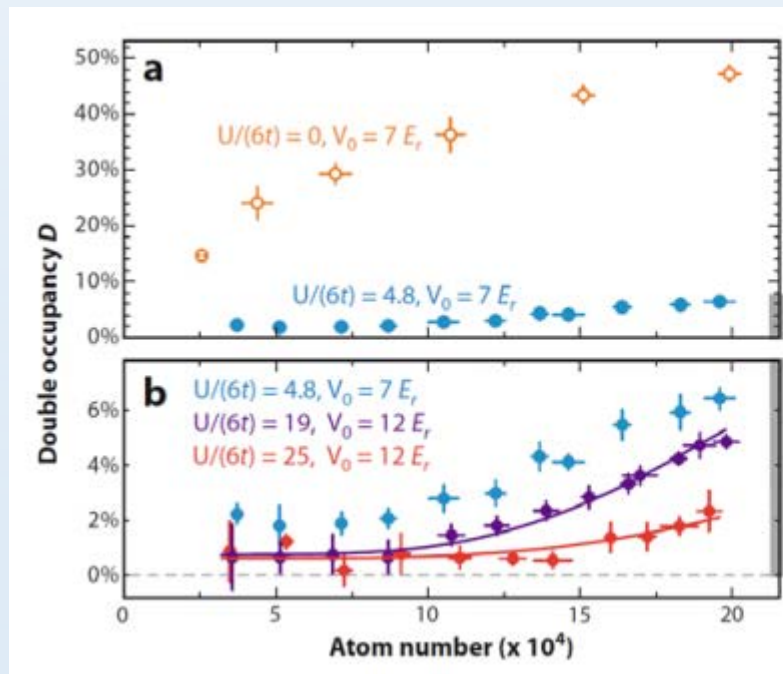 a
50%
40%
30%
20%
10%
0%
U/(6t) = 0, V₀ = 7 Eᵣ
U/(6t) = 4.8, V₀ = 7 Eᵣ
Double occupancy D
b
6%
4%
2%
0%
U/(6t) = 4.8, V₀ = 7 Eᵣ
U/(6t) = 19, V₀ = 12 Eᵣ
U/(6t) = 25, V₀ = 12 Eᵣ
0 5 10 15 20
Atom number (x 10⁴)